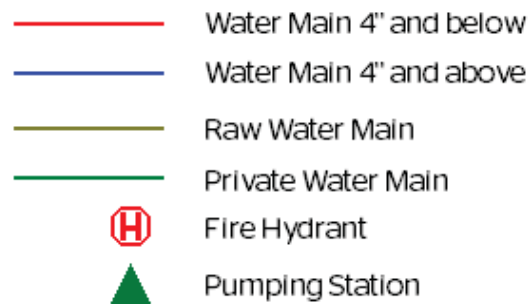 Water Main 4" and below
Water Main 4" and above
Raw Water Main
Private Water Main
H Fire Hydrant
Pumping Station